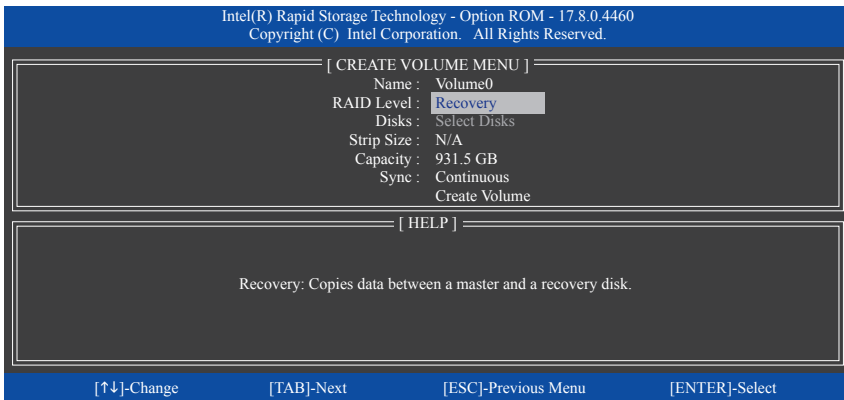 Intel(R) Rapid Storage Technology - Option ROM - 17.8.0.4460
Copyright (C) Intel Corporation. All Rights Reserved.
[ CREATE VOLUME MENU ]
Name : Volume0
RAID Level : Recovery
Disks : Select Disks
Strip Size : N/A
Capacity : 931.5 GB
Sync : Continuous
Create Volume
[ HELP ]
Recovery: Copies data between a master and a recovery disk.
[↑↓]-Change [TAB]-Next [ESC]-Previous Menu [ENTER]-Select